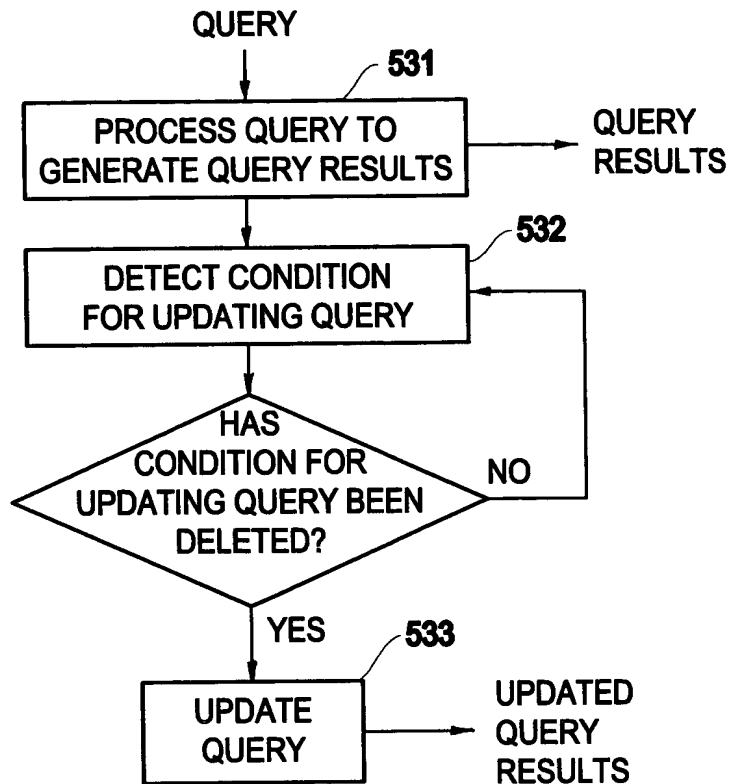 QUERY
531
PROCESS QUERY TO
GENERATE QUERY RESULTS
QUERY
RESULTS
532
DETECT CONDITION
FOR UPDATING QUERY
HAS
CONDITION FOR
UPDATING QUERY BEEN
DELETED?
NO
YES
533
UPDATE
QUERY
UPDATED
QUERY
RESULTS